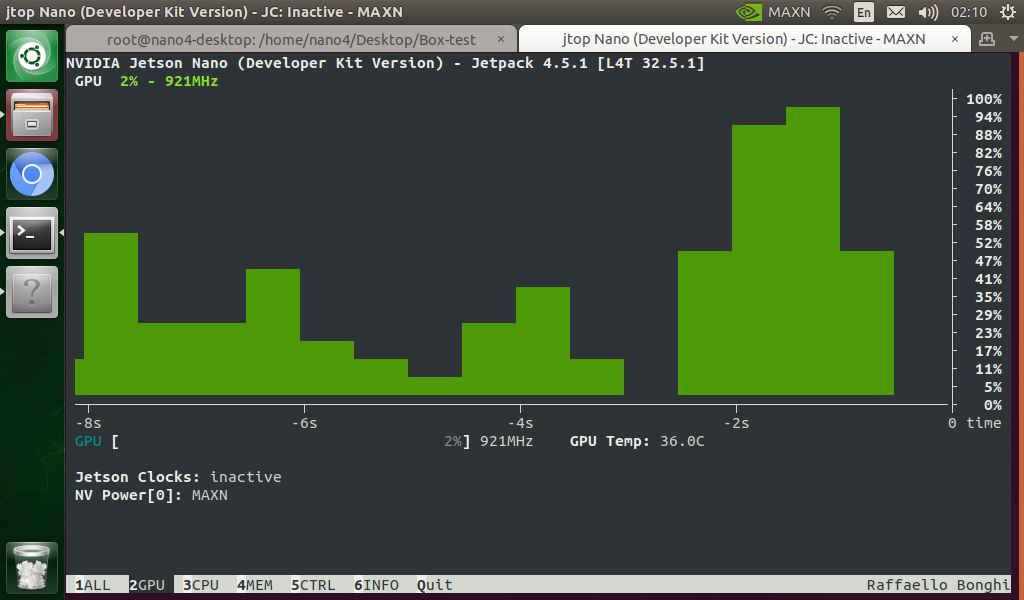 jtop Nano (Developer Kit Version) - JC: Inactive - MAXN
MAXN En 02:10
root@nano4-desktop: /home/nano4/Desktop/Box-test × jtop Nano (Developer Kit Version) - JC: Inactive - MAXN ×
NVIDIA Jetson Nano (Developer Kit Version) - Jetpack 4.5.1 [L4T 32.5.1]
GPU 2% - 921MHz
100%
94%
88%
82%
76%
70%
64%
58%
52%
47%
41%
35%
29%
23%
17%
11%
5%
0%
-8s -6s -4s -2s 0 time
GPU [ 2%] 921MHz GPU Temp: 36.0C
Jetson Clocks: inactive
NV Power[0]: MAXN
1ALL 2GPU 3CPU 4MEM 5CTRL 6INFO Quit Raffaello Bonghi
>_
?